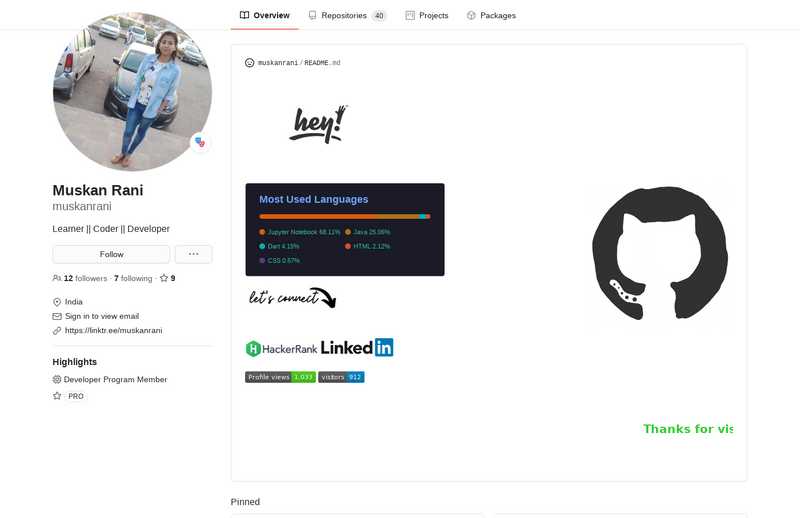 Overview
Repositories 40
Projects
Packages
muskanrani / README.md
hey!
Muskan Rani
muskanrani
Learner || Coder || Developer
Follow
12 followers · 7 following · 9
India
Sign in to view email
https://linktr.ee/muskanrani
Highlights
Developer Program Member
PRO
Most Used Languages
Jupyter Notebook 68.11% Java 25.06%
Dart 4.15% HTML 2.12%
CSS 0.57%
let's connect
HackerRank LinkedIn
Profile views 1,033 visitors 912
Thanks for vis
Pinned